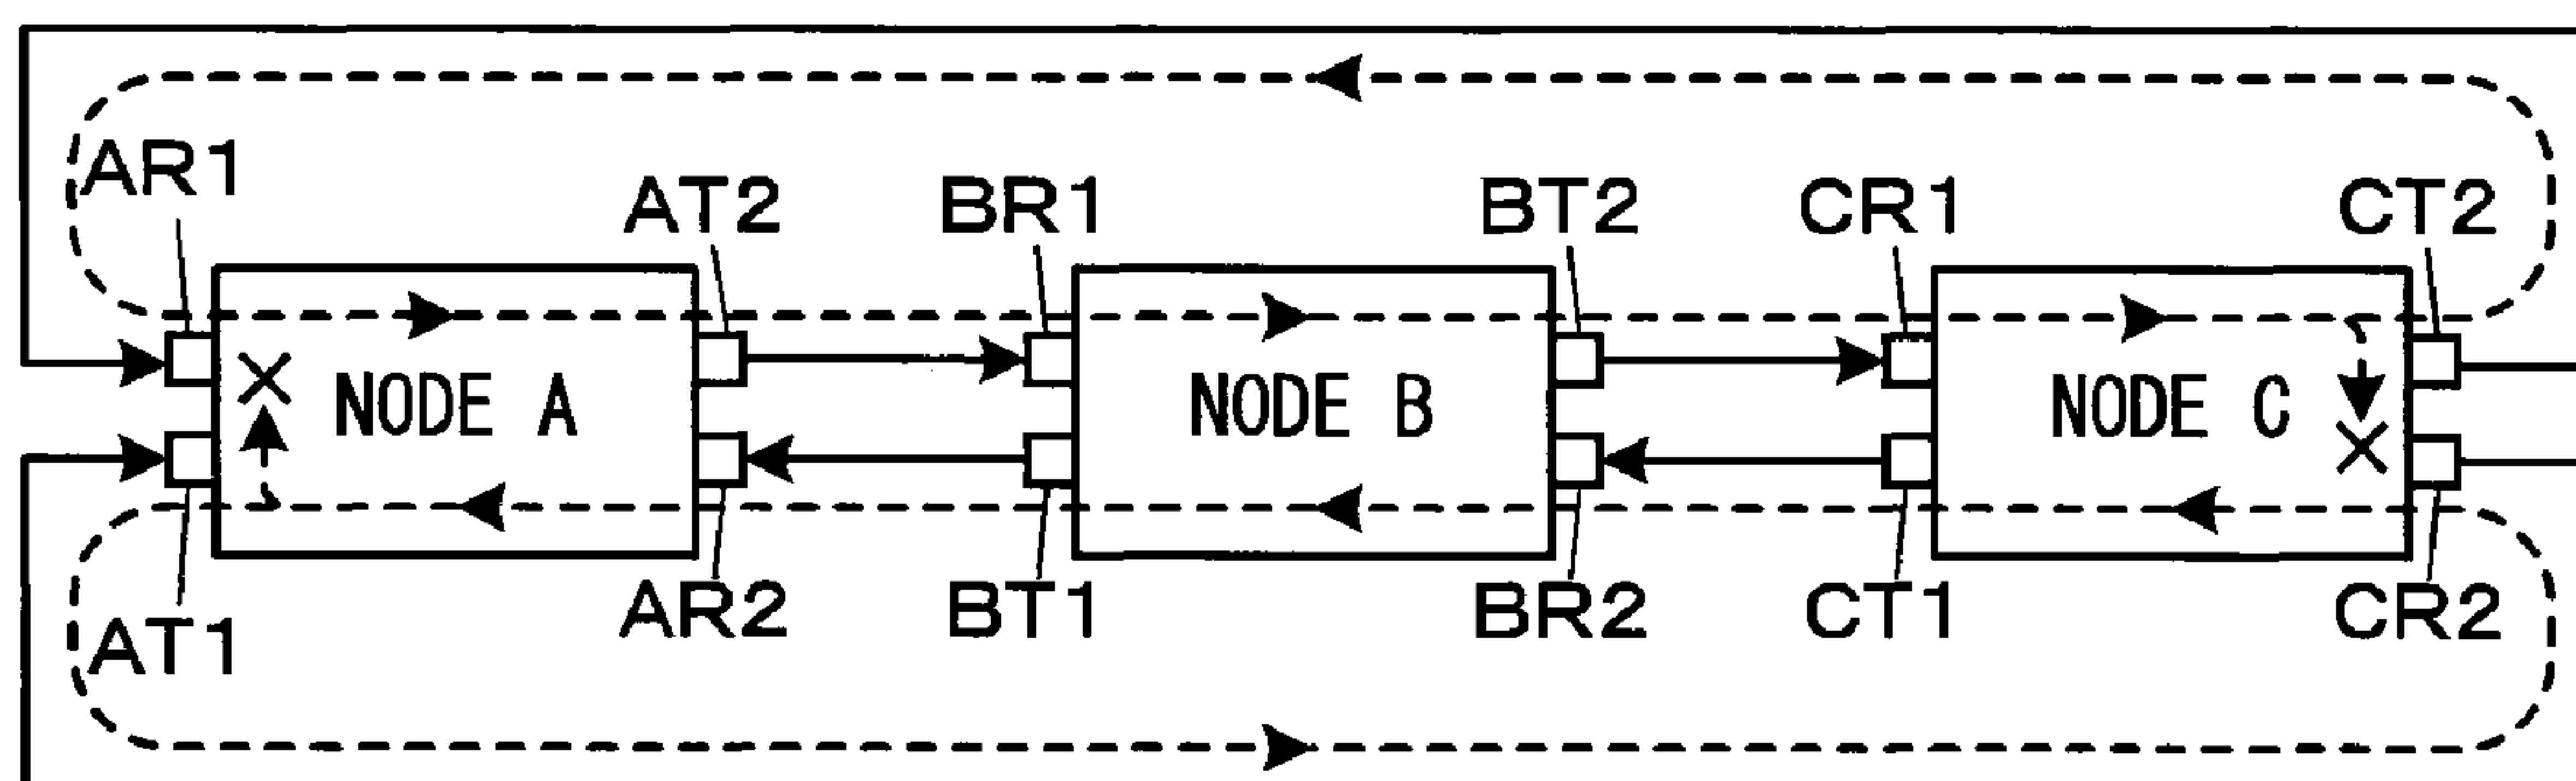 AR1
AT2 BR1 BT2 CR1 CT2
NODE A NODE B NODE C
AT1 AR2 BT1 BR2 CT1 CR2